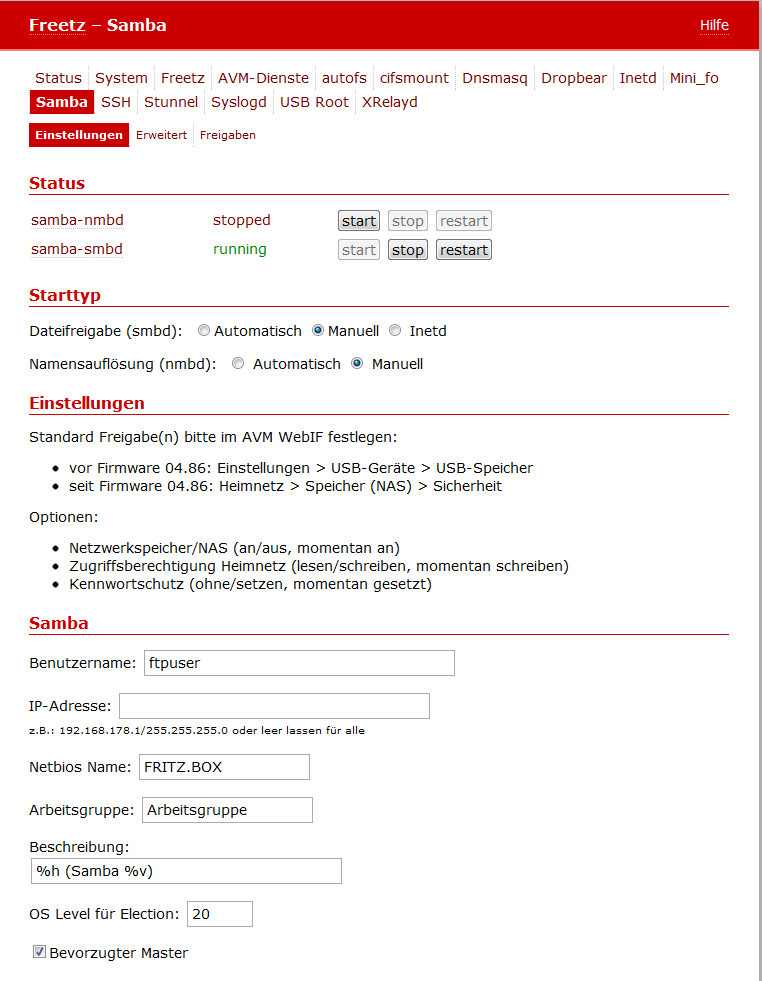 Freetz – Samba Hilfe
Status System Freetz AVM-Dienste autofs cifsmount Dnsmasq Dropbear Inetd Mini_fo
Samba SSH Stunnel Syslogd USB Root XRelayd
Einstellungen Erweitert Freigaben
Status
samba-nmbd stopped start stop restart
samba-smbd running start stop restart
Starttyp
Dateifreigabe (smbd): Automatisch Manuell Inetd
Namensauflösung (nmbd): Automatisch Manuell
Einstellungen
Standard Freigabe(n) bitte im AVM WebIF festlegen:
• vor Firmware 04.86: Einstellungen > USB-Geräte > USB-Speicher
• seit Firmware 04.86: Heimnetz > Speicher (NAS) > Sicherheit
Optionen:
• Netzwerkspeicher/NAS (an/aus, momentan an)
• Zugriffsberechtigung Heimnetz (lesen/schreiben, momentan schreiben)
• Kennwortschutz (ohne/setzen, momentan gesetzt)
Samba
Benutzername: ftpuser
IP-Adresse:
z.B.: 192.168.178.1/255.255.255.0 oder leer lassen für alle
Netbios Name: FRITZ.BOX
Arbeitsgruppe: Arbeitsgruppe
Beschreibung:
%h (Samba %v)
OS Level für Election: 20
Bevorzugter Master